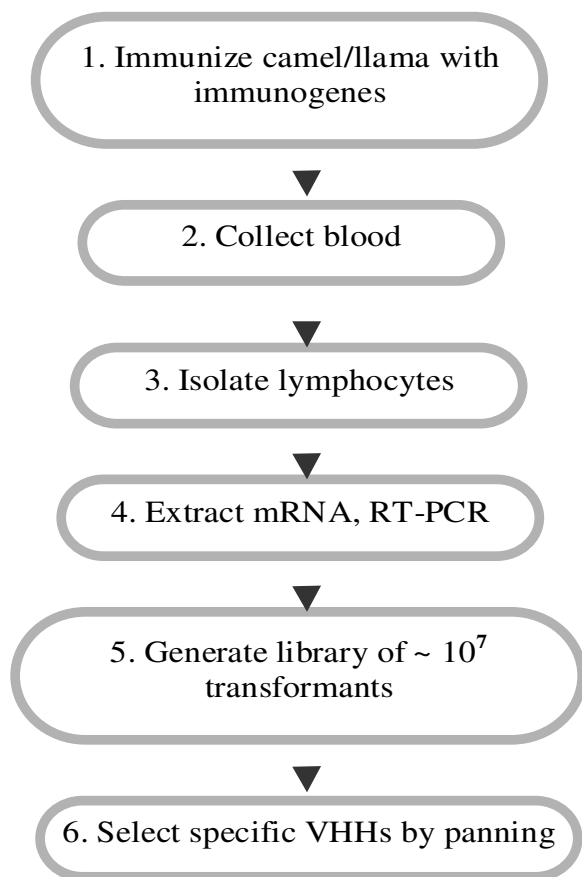 1. Immunize camel/llama with
immunogenes
2. Collect blood
3. Isolate lymphocytes
4. Extract mRNA, RT-PCR
5. Generate library of ~ 10⁷
transformants
6. Select specific VHHs by panning